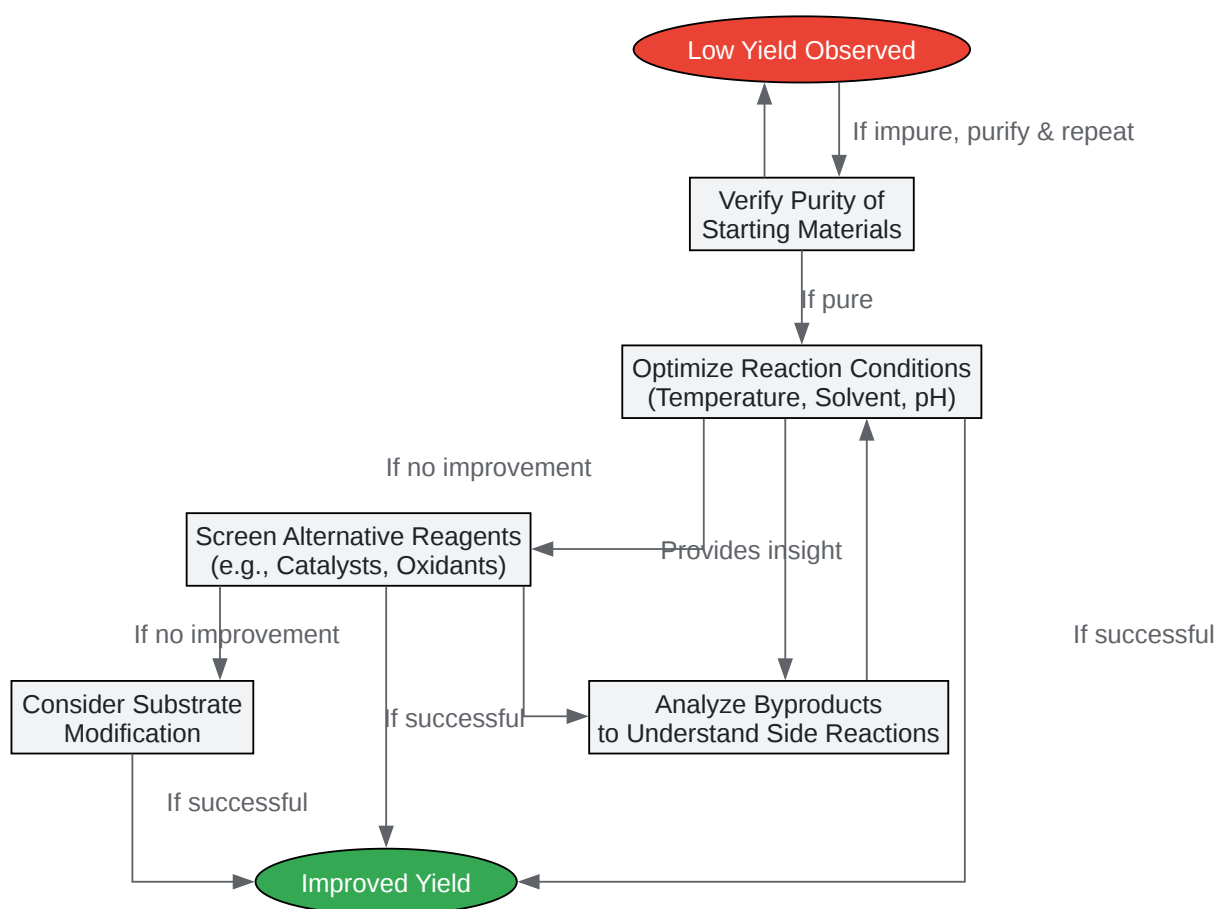 Low Yield Observed
If impure, purify & repeat
Verify Purity of
Starting Materials
If pure
Optimize Reaction Conditions
(Temperature, Solvent, pH)
If no improvement
Screen Alternative Reagents
(e.g., Catalysts, Oxidants)
Provides insight
If no improvement
If successful
Consider Substrate
Modification
If successful
Analyze Byproducts
to Understand Side Reactions
If successful
Improved Yield